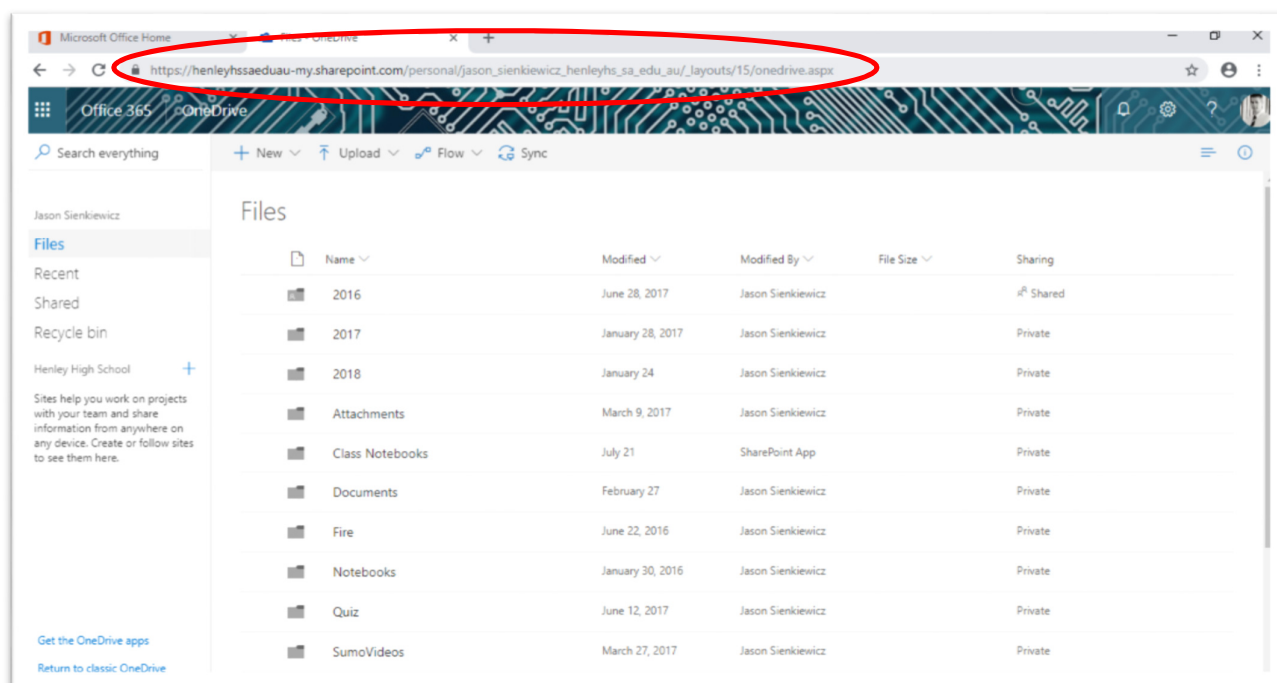 Microsoft Office Home
Files - OneDrive
https://henleyhssaeduau-my.sharepoint.com/personal/jason_sienkiewicz_henleyhs_sa_edu_au/_layouts/15/onedrive.aspx
Office 365 OneDrive
Search everything
New Upload Flow Sync
Jason Sienkiewicz
Files
Recent
Shared
Recycle bin
Henley High School
Sites help you work on projects
with your team and share
information from anywhere on
any device. Create or follow sites
to see them here.
Get the OneDrive apps
Return to classic OneDrive
Files
Name Modified Modified By File Size Sharing
2016 June 28, 2017 Jason Sienkiewicz Shared
2017 January 28, 2017 Jason Sienkiewicz Private
2018 January 24 Jason Sienkiewicz Private
Attachments March 9, 2017 Jason Sienkiewicz Private
Class Notebooks July 21 SharePoint App Private
Documents February 27 Jason Sienkiewicz Private
Fire June 22, 2016 Jason Sienkiewicz Private
Notebooks January 30, 2016 Jason Sienkiewicz Private
Quiz June 12, 2017 Jason Sienkiewicz Private
SumoVideos March 27, 2017 Jason Sienkiewicz Private